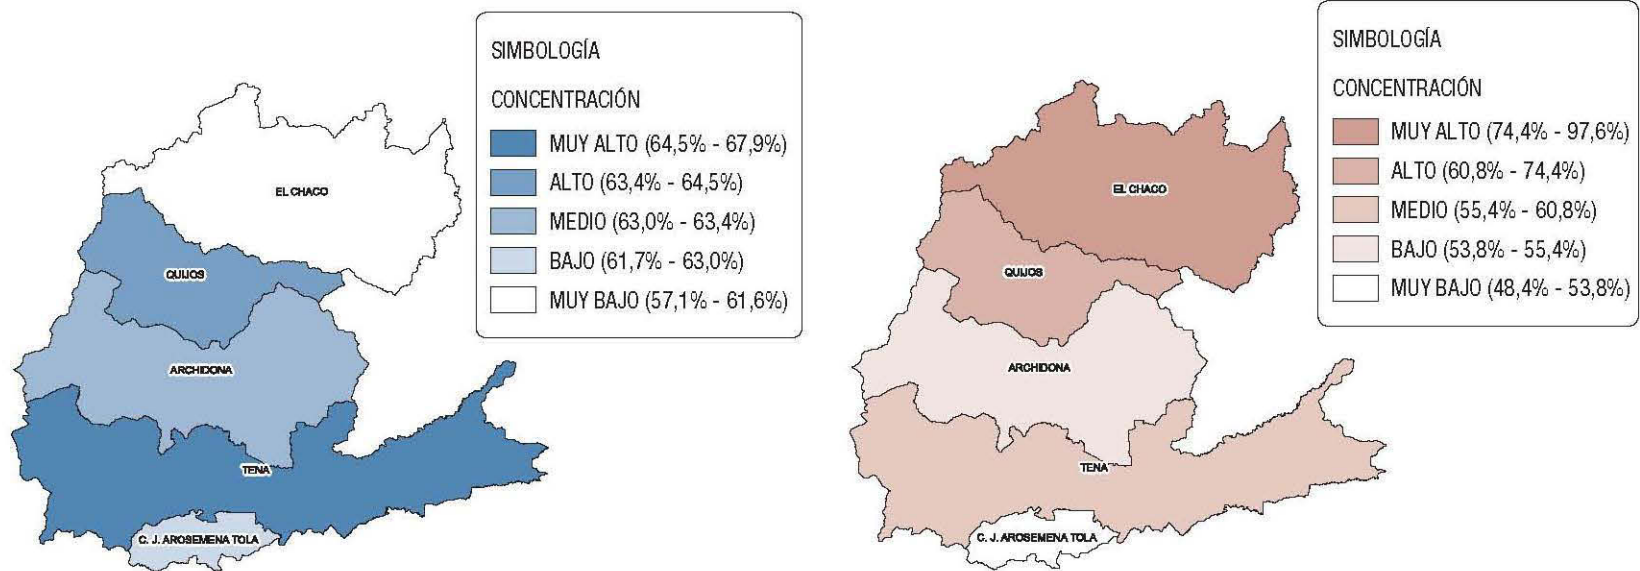 SIMBOLOGÍA
CONCENTRACIÓN
MUY ALTO (64,5% - 67,9%)
ALTO (63,4% - 64,5%)
MEDIO (63,0% - 63,4%)
BAJO (61,7% - 63,0%)
MUY BAJO (57,1% - 61,6%)
EL CHACO
QUIJOS
ARCHIDONA
TENA
C. J. AROSEMENA TOLA
SIMBOLOGÍA
CONCENTRACIÓN
MUY ALTO (74,4% - 97,6%)
ALTO (60,8% - 74,4%)
MEDIO (55,4% - 60,8%)
BAJO (53,8% - 55,4%)
MUY BAJO (48,4% - 53,8%)
EL CHACO
QUIJOS
ARCHIDONA
TENA
C. J. AROSEMENA TOLA